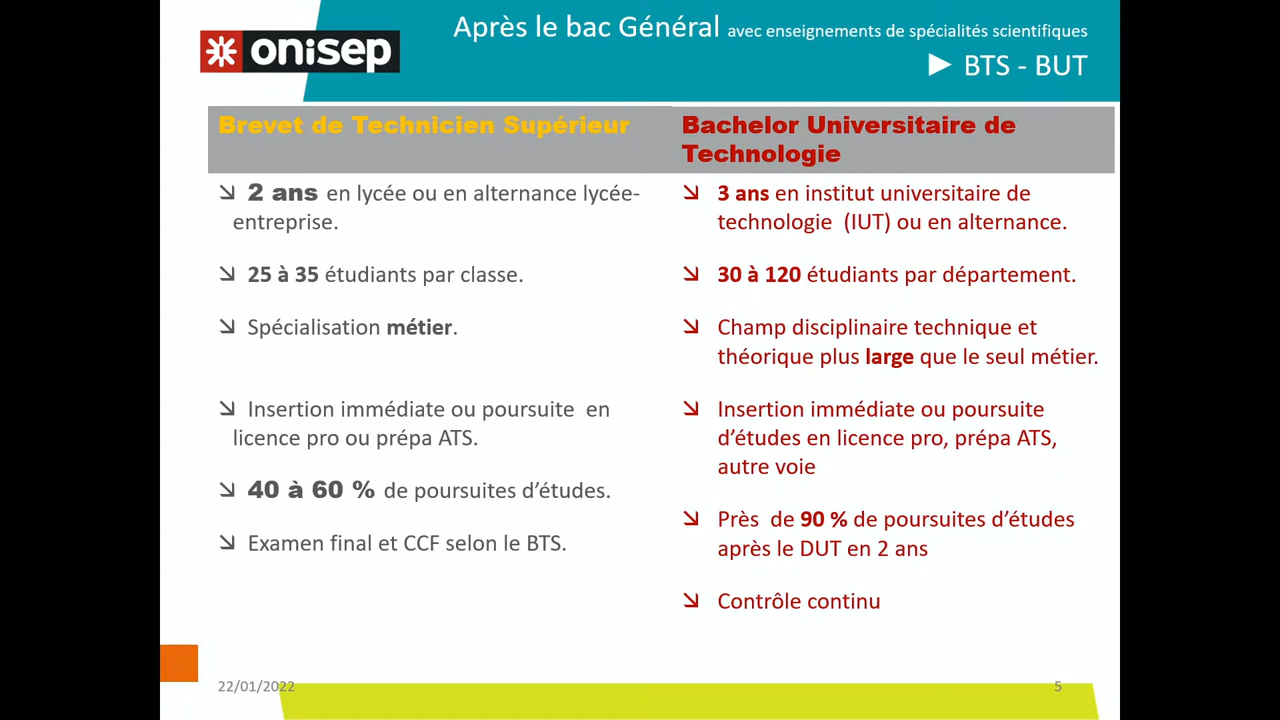 onisep
Après le bac Général avec enseignements de spécialités scientifiques
► BTS - BUT
Brevet de Technicien Supérieur
↘ 2 ans en lycée ou en alternance lycée-
entreprise.
↘ 25 à 35 étudiants par classe.
↘ Spécialisation métier.
↘ Insertion immédiate ou poursuite en
licence pro ou prépa ATS.
↘ 40 à 60 % de poursuites d’études.
↘ Examen final et CCF selon le BTS.
Bachelor Universitaire de
Technologie
↘ 3 ans en institut universitaire de
technologie (IUT) ou en alternance.
↘ 30 à 120 étudiants par département.
↘ Champ disciplinaire technique et
théorique plus large que le seul métier.
↘ Insertion immédiate ou poursuite
d’études en licence pro, prépa ATS,
autre voie
↘ Près de 90 % de poursuites d’études
après le DUT en 2 ans
↘ Contrôle continu
22/01/2022
5